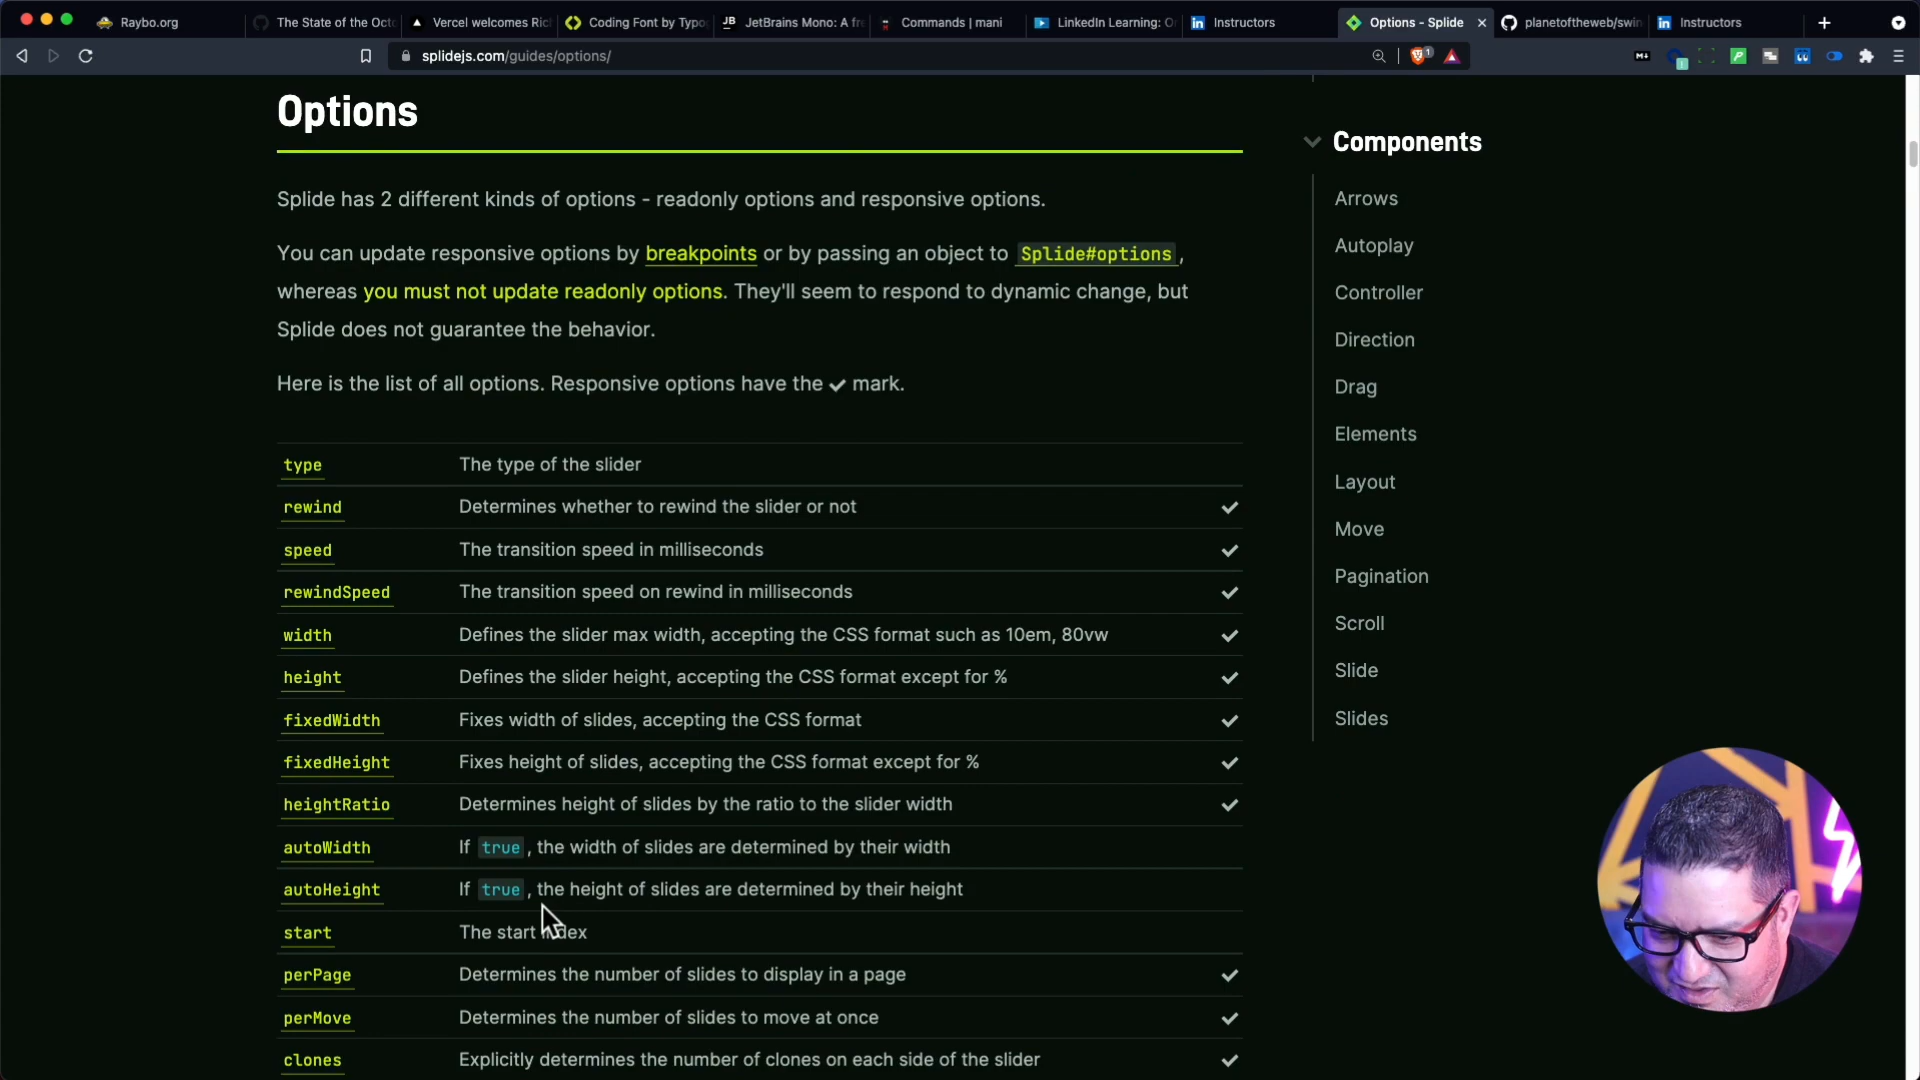 Raybo.org
The State of the Octo
Vercel welcomes Rich
Coding Font by Typo
JB JetBrains Mono: A fre
Commands | mani
LinkedIn Learning: O
in Instructors
Options - Splide
planetoftheweb/swin
in Instructors
splidejs.com/guides/options/
1
M↓
Options
Splide has 2 different kinds of options - readonly options and responsive options.
You can update responsive options by breakpoints or by passing an object to Splide#options,
whereas you must not update readonly options. They'll seem to respond to dynamic change, but
Splide does not guarantee the behavior.
Here is the list of all options. Responsive options have the ✓ mark.
type The type of the slider
rewind Determines whether to rewind the slider or not ✓
speed The transition speed in milliseconds ✓
rewindSpeed The transition speed on rewind in milliseconds ✓
width Defines the slider max width, accepting the CSS format such as 10em, 80vw ✓
height Defines the slider height, accepting the CSS format except for % ✓
fixedWidth Fixes width of slides, accepting the CSS format ✓
fixedHeight Fixes height of slides, accepting the CSS format except for % ✓
heightRatio Determines height of slides by the ratio to the slider width ✓
autoWidth If true, the width of slides are determined by their width
autoHeight If true, the height of slides are determined by their height
start The start index
perPage Determines the number of slides to display in a page ✓
perMove Determines the number of slides to move at once ✓
clones Explicitly determines the number of clones on each side of the slider ✓
Components
Arrows
Autoplay
Controller
Direction
Drag
Elements
Layout
Move
Pagination
Scroll
Slide
Slides